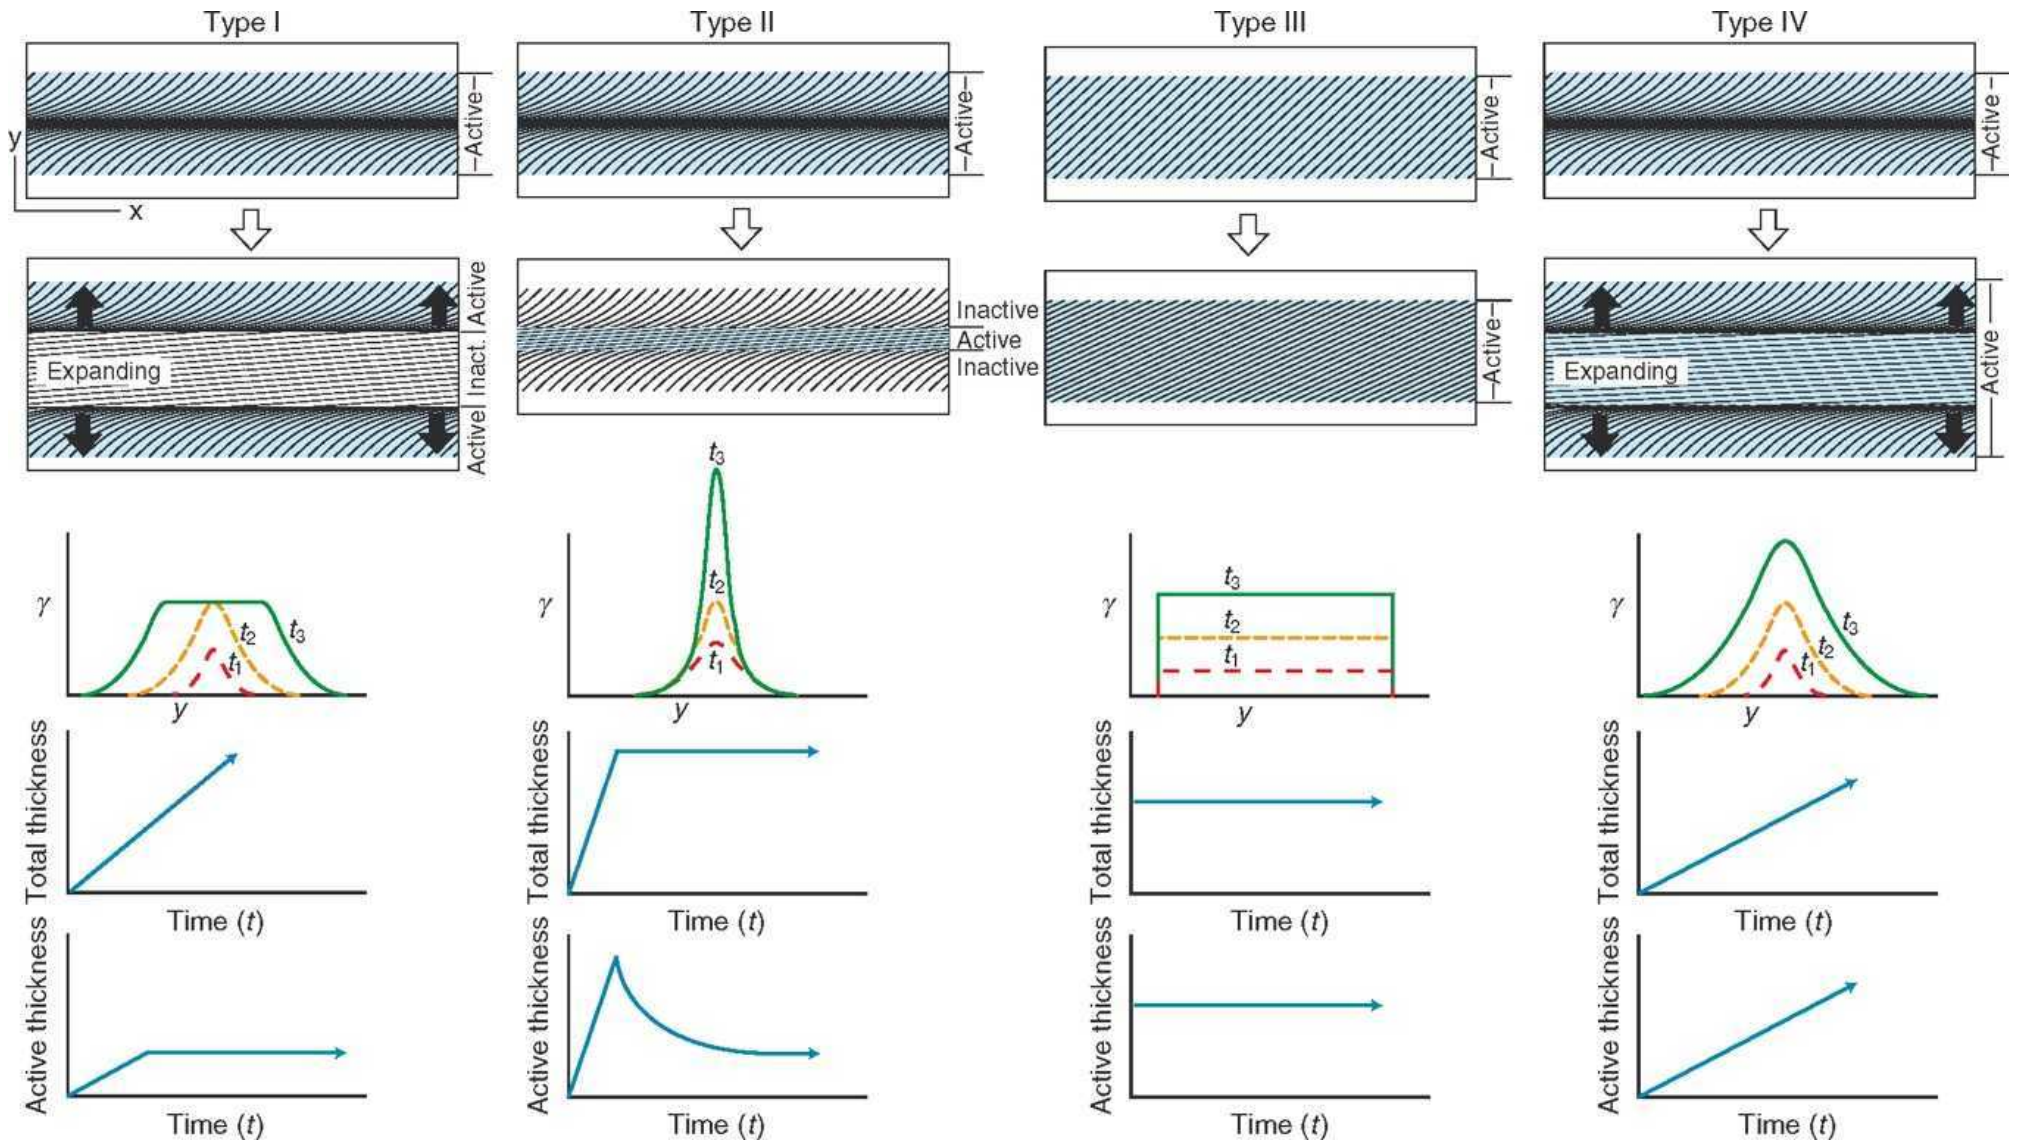 Type I
Type II
Type III
Type IV
Active
Active
Active
Active
y
x
Active
Inact.
Active
Expanding
Inactive
Active
Inactive
Active
Active
Expanding
γ
t2
t3
t1
y
γ
t3
t2
t1
y
γ
t3
t2
t1
y
γ
t3
t2
t1
y
Total thickness
Time (t)
Total thickness
Time (t)
Total thickness
Time (t)
Total thickness
Time (t)
Active thickness
Time (t)
Active thickness
Time (t)
Active thickness
Time (t)
Active thickness
Time (t)